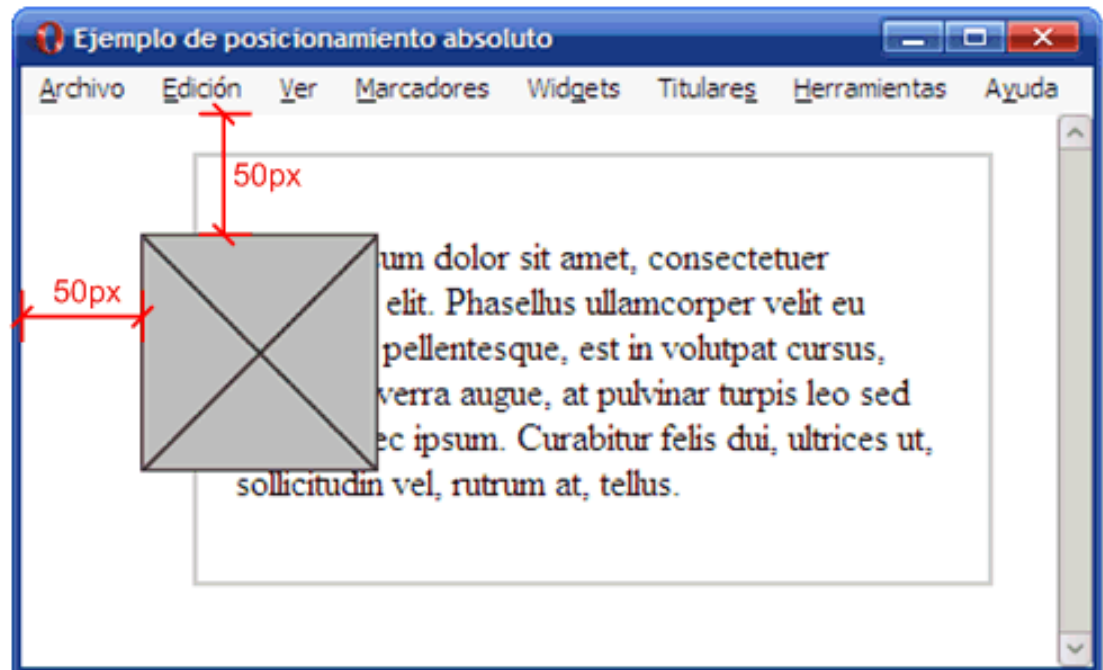 Ejemplo de posicionamiento absoluto
Archivo Edición Ver Marcadores Widgets Titulares Herramientas Ayuda
50px
50px
sum dolor sit amet, consectetuer
elit. Phasellus ullamcorper velit eu
pellentesque, est in volutpat cursus,
verra augue, at pulvinar turpis leo sed
ec ipsum. Curabitur felis dui, ultrices ut,
sollicitudin vel, rutrum at, tellus.